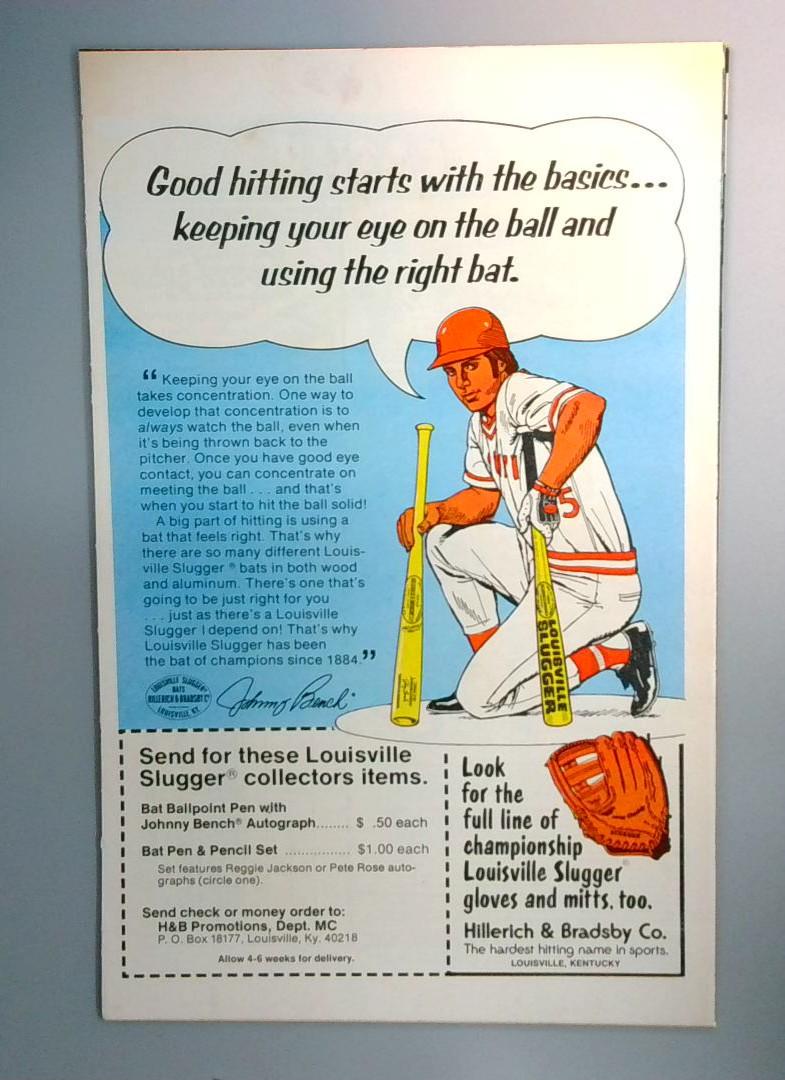 Good hitting starts with the basics...
keeping your eye on the ball and
using the right bat.
“ Keeping your eye on the ball
takes concentration. One way to
develop that concentration is to
always watch the ball, even when
it's being thrown back to the
pitcher. Once you have good eye
contact, you can concentrate on
meeting the ball . . . and that's
when you start to hit the ball solid!
A big part of hitting is using a
bat that feels right. That's why
there are so many different Louis-
ville Slugger ® bats in both wood
and aluminum. There's one that's
going to be just right for you
. . . just as there's a Louisville
Slugger I depend on! That's why
Louisville Slugger has been
the bat of champions since 1884.”
LOUISVILLE SLUGGER
BATS
HILLERICH & BRADSBY Cº
LOUISVILLE, KY.
Johnny Bench
5
LOUISVILLE
SLUGGER
Send for these Louisville
Slugger® collectors items.
Bat Ballpoint Pen with
Johnny Bench® Autograph........ $ .50 each
Bat Pen & Pencil Set ................ $1.00 each
Set features Reggie Jackson or Pete Rose auto-
graphs (circle one).
Send check or money order to:
H&B Promotions, Dept. MC
P. O. Box 18177, Louisville, Ky. 40218
Allow 4-6 weeks for delivery.
Look
for the
full line of
championship
Louisville Slugger®
gloves and mitts, too.
Hillerich & Bradsby Co.
The hardest hitting name in sports.
LOUISVILLE, KENTUCKY